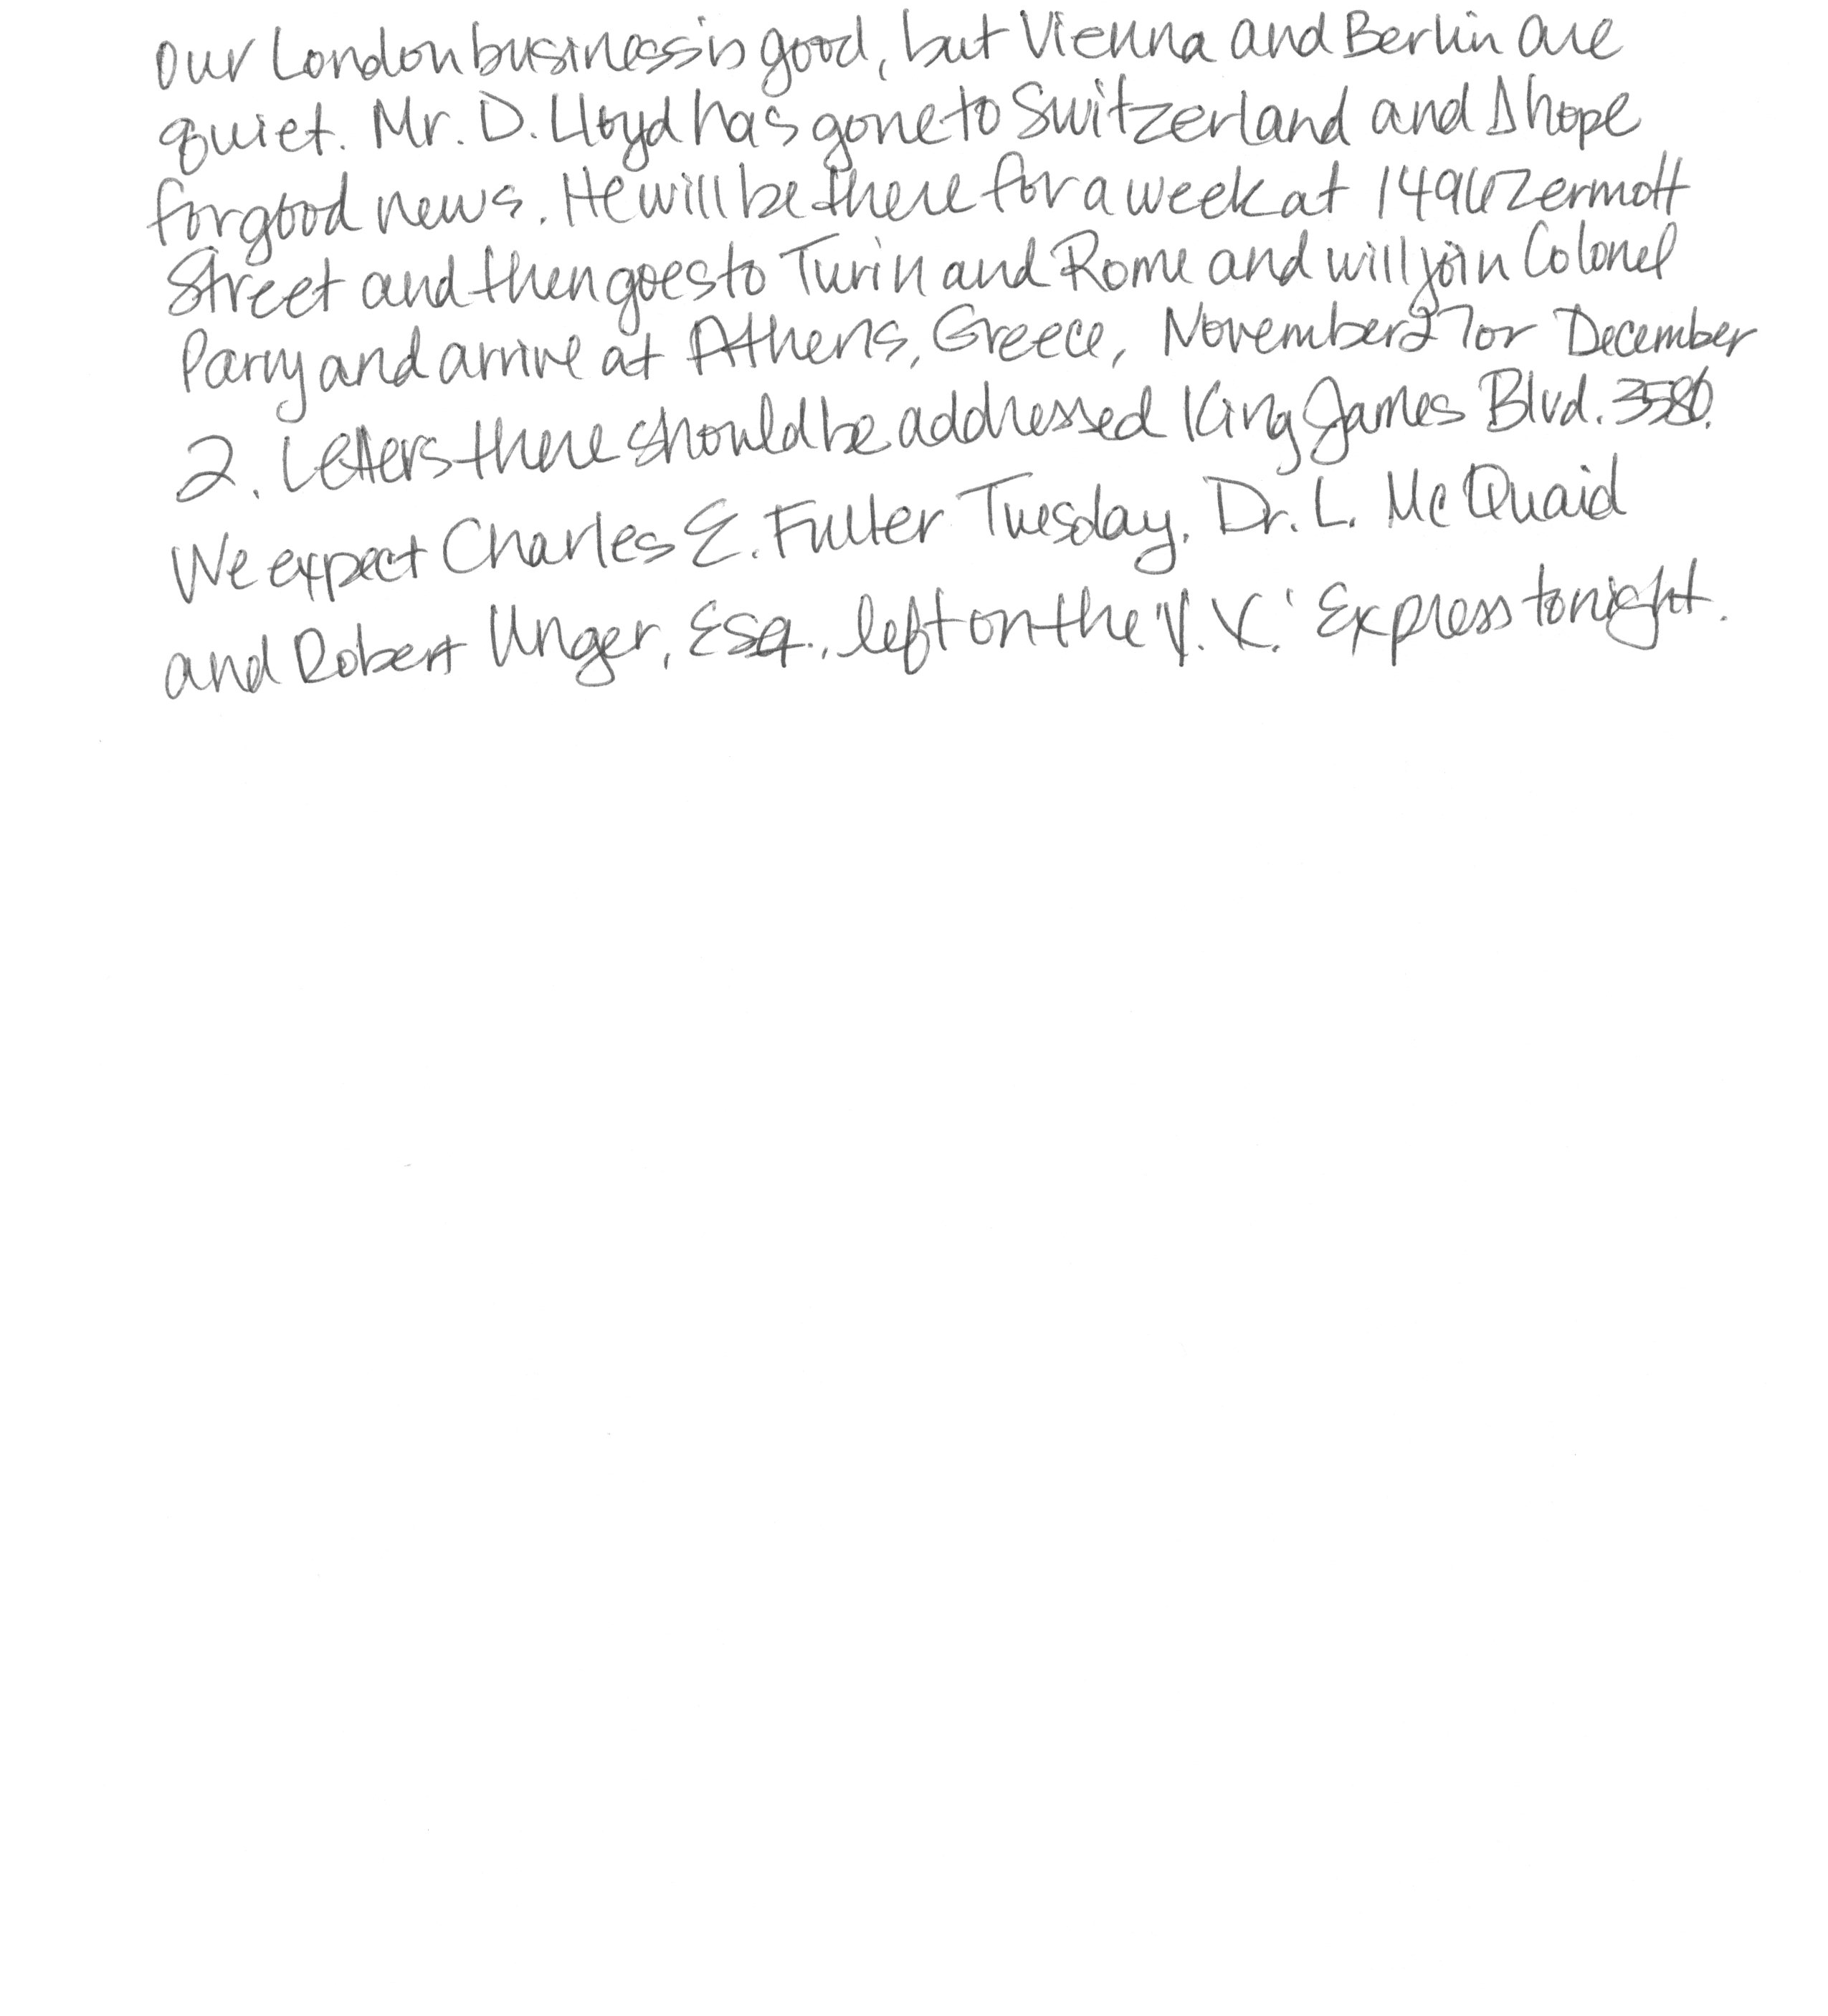 Our London business is good, but Vienna and Berlin are
quiet. Mr. D. Lloyd has gone to Switzerland and I hope
for good news. He will be there for a week at 1496 Zermott
Street and then goes to Turin and Rome and will join Colonel
Parry and arrive at Athens, Greece, November 27 or December
2. Letters there should be addressed King James Blvd. 3580.
We expect Charles E. Fuller Tuesday. Dr. L. McQuaid
and Robert Unger, Esq., left on the 'Y. X.' Express tonight.